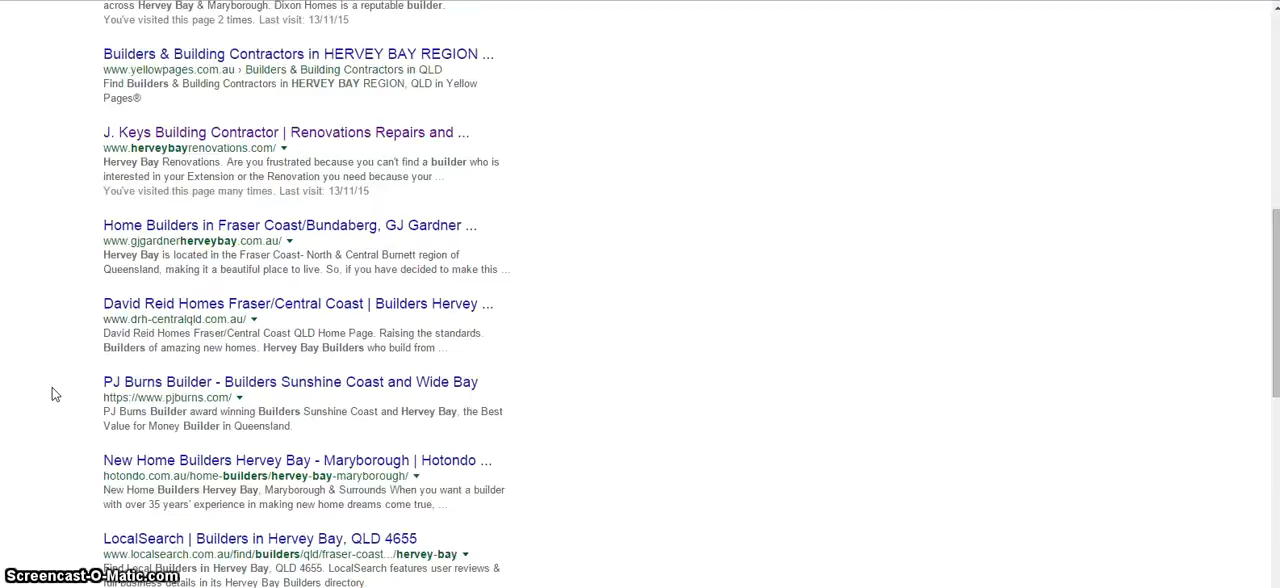 across Hervey Bay & Maryborough. Dixon Homes is a reputable builder.
You've visited this page 2 times. Last visit: 13/11/15
Builders & Building Contractors in HERVEY BAY REGION ...
www.yellowpages.com.au › Builders & Building Contractors in QLD
Find Builders & Building Contractors in HERVEY BAY REGION, QLD in Yellow
Pages®
J. Keys Building Contractor | Renovations Repairs and ...
www.herveybayrenovations.com/
Hervey Bay Renovations. Are you frustrated because you can't find a builder who is
interested in your Extension or the Renovation you need because your ...
You've visited this page many times. Last visit: 13/11/15
Home Builders in Fraser Coast/Bundaberg, GJ Gardner ...
www.gjgardnerherveybay.com.au/
Hervey Bay is located in the Fraser Coast- North & Central Burnett region of
Queensland, making it a beautiful place to live. So, if you have decided to make this ...
David Reid Homes Fraser/Central Coast | Builders Hervey ...
www.drh-centralqld.com.au/
David Reid Homes Fraser/Central Coast QLD Home Page. Raising the standards.
Builders of amazing new homes. Hervey Bay Builders who build from ...
PJ Burns Builder - Builders Sunshine Coast and Wide Bay
https://www.pjburns.com/
PJ Burns Builder award winning Builders Sunshine Coast and Hervey Bay, the Best
Value for Money Builder in Queensland.
New Home Builders Hervey Bay - Maryborough | Hotondo ...
hotondo.com.au/home-builders/hervey-bay-maryborough/
New Home Builders Hervey Bay, Maryborough & Surrounds When you want a builder
with over 35 years' experience in making new home dreams come true, ...
LocalSearch | Builders in Hervey Bay, QLD 4655
www.localsearch.com.au/find/builders/qld/fraser-coast.../hervey-bay
Find Local Builders in Hervey Bay, QLD 4655. LocalSearch features user reviews &
full business details in its Hervey Bay Builders directory.
Screencast-O-Matic.com